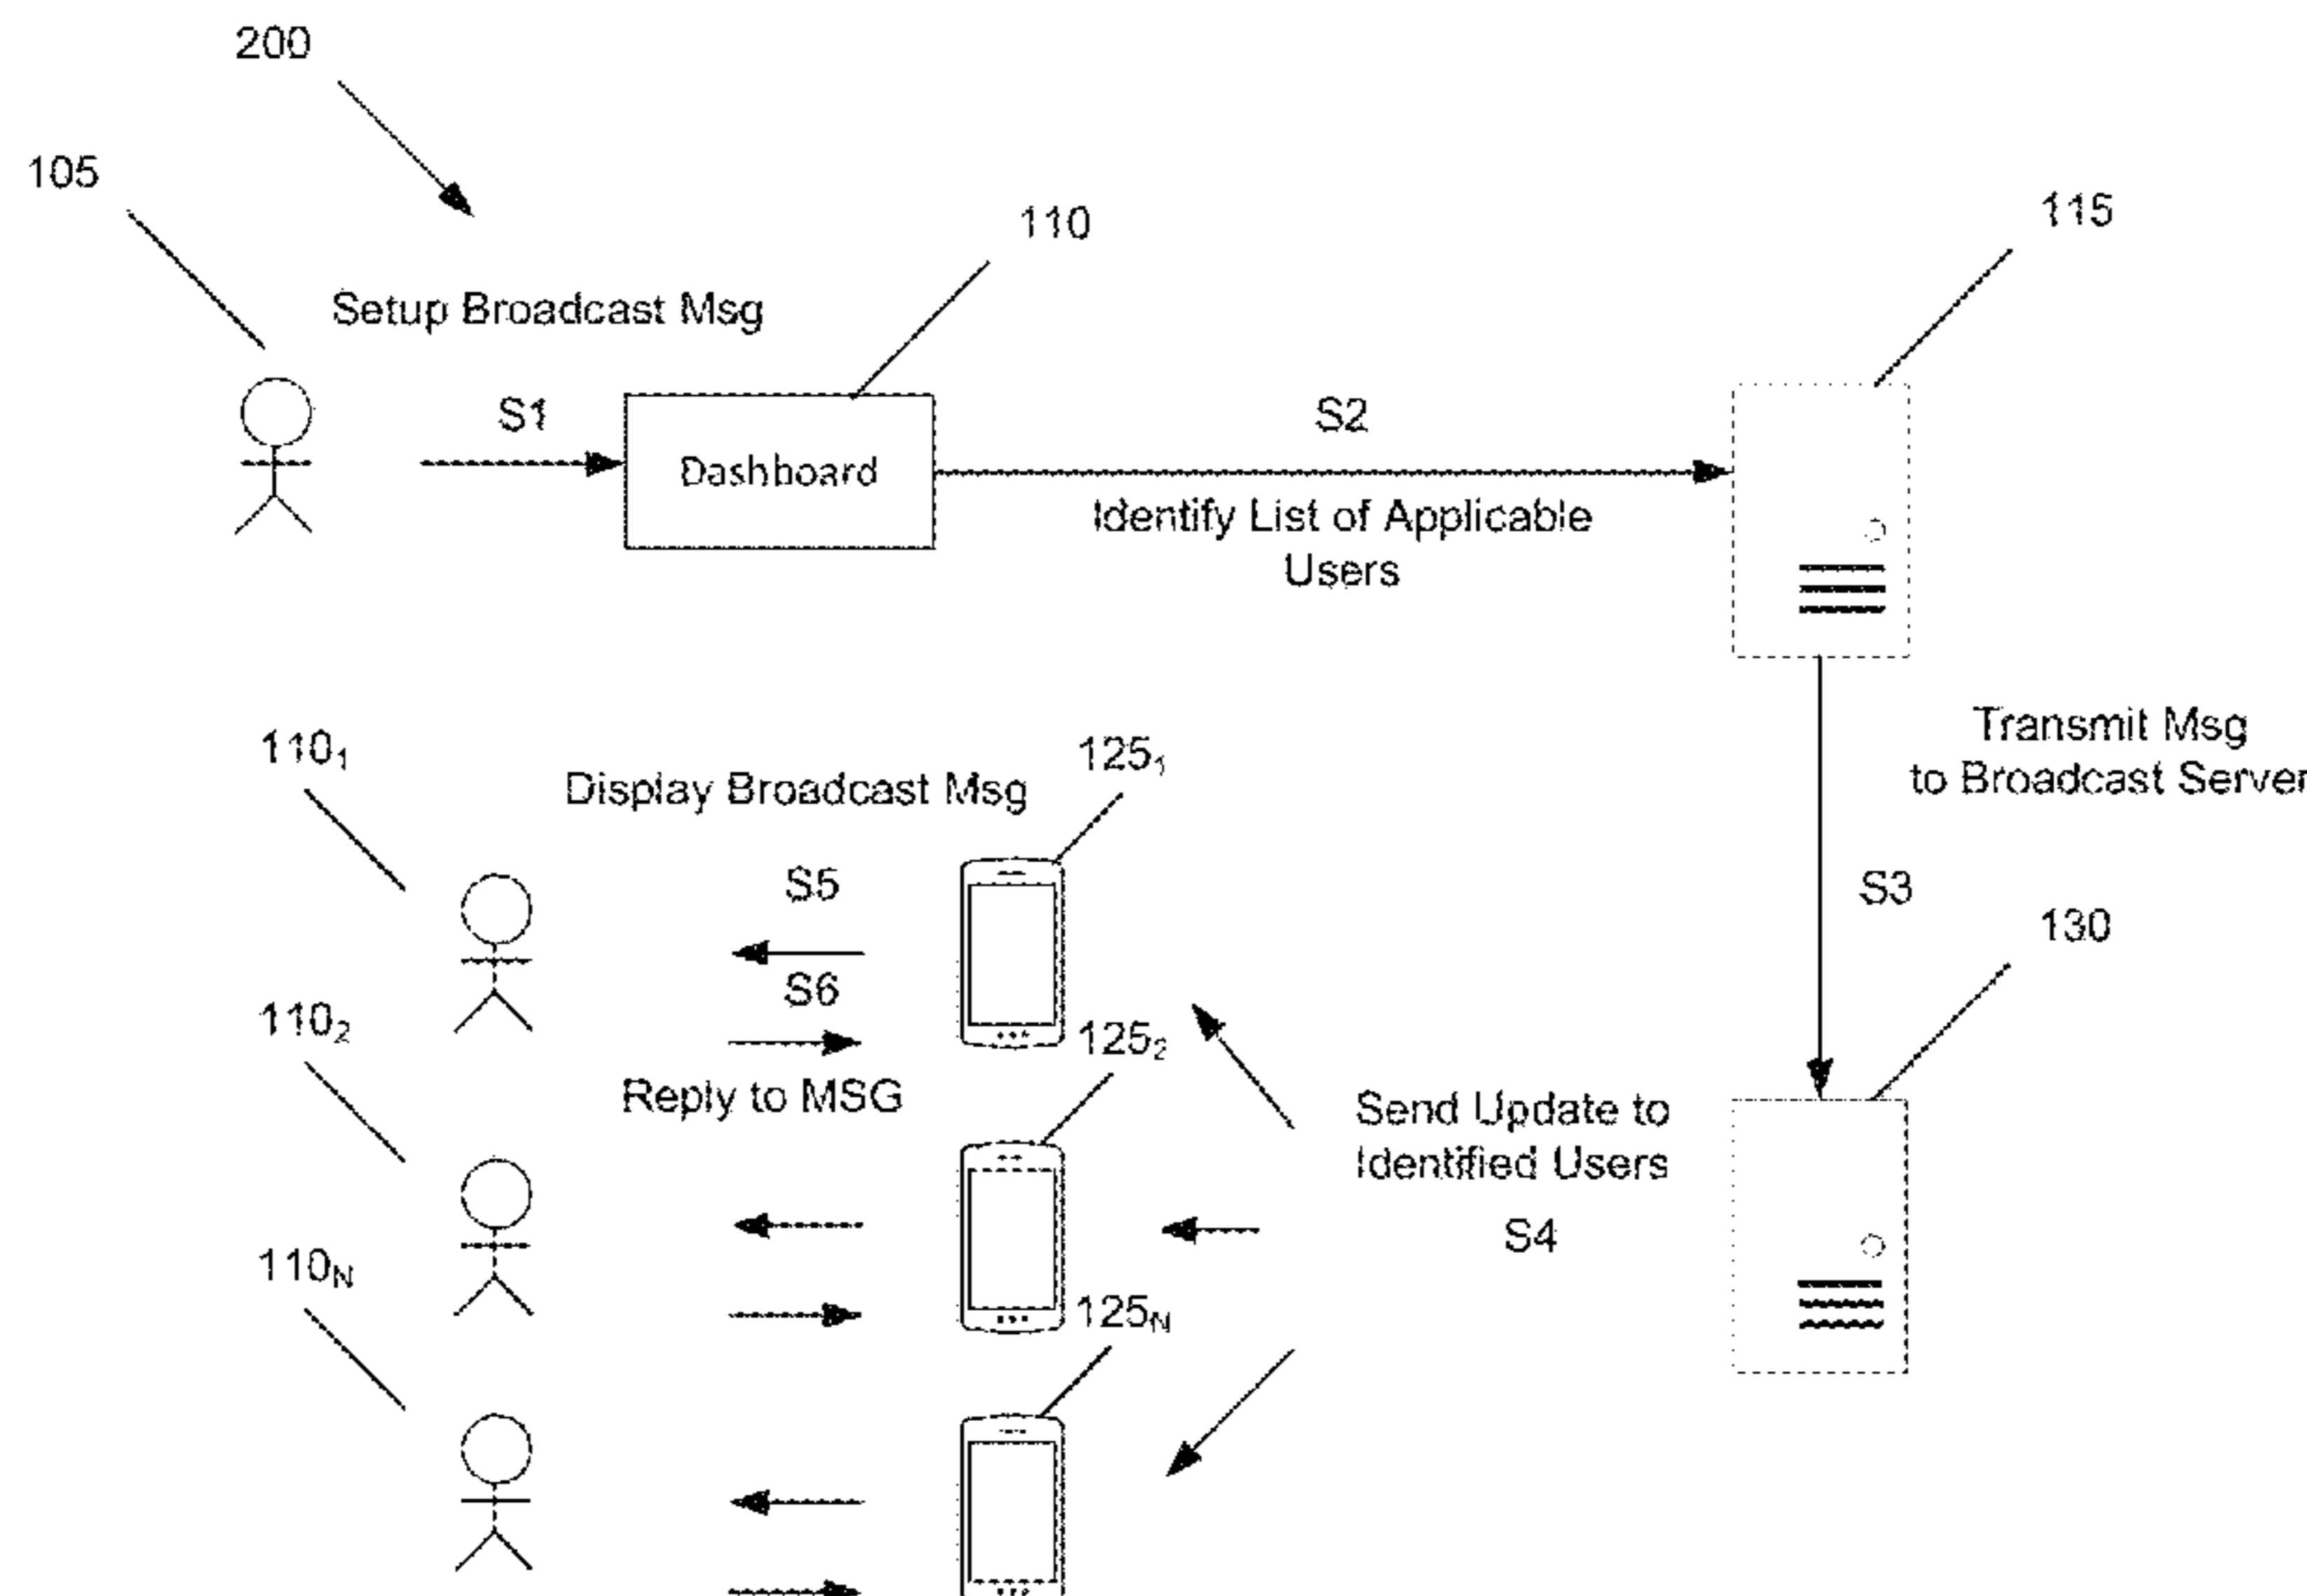 200
105
110
115
Setup Broadcast Msg
S1
S2
Dashboard
Identify List of Applicable
Users
Transmit Msg
to Broadcast Server
110₁
Display Broadcast Msg
125₁
S5
S3
130
S6
110₂
125₂
Reply to MSG
Send Update to
Identified Users
S4
110N
125N